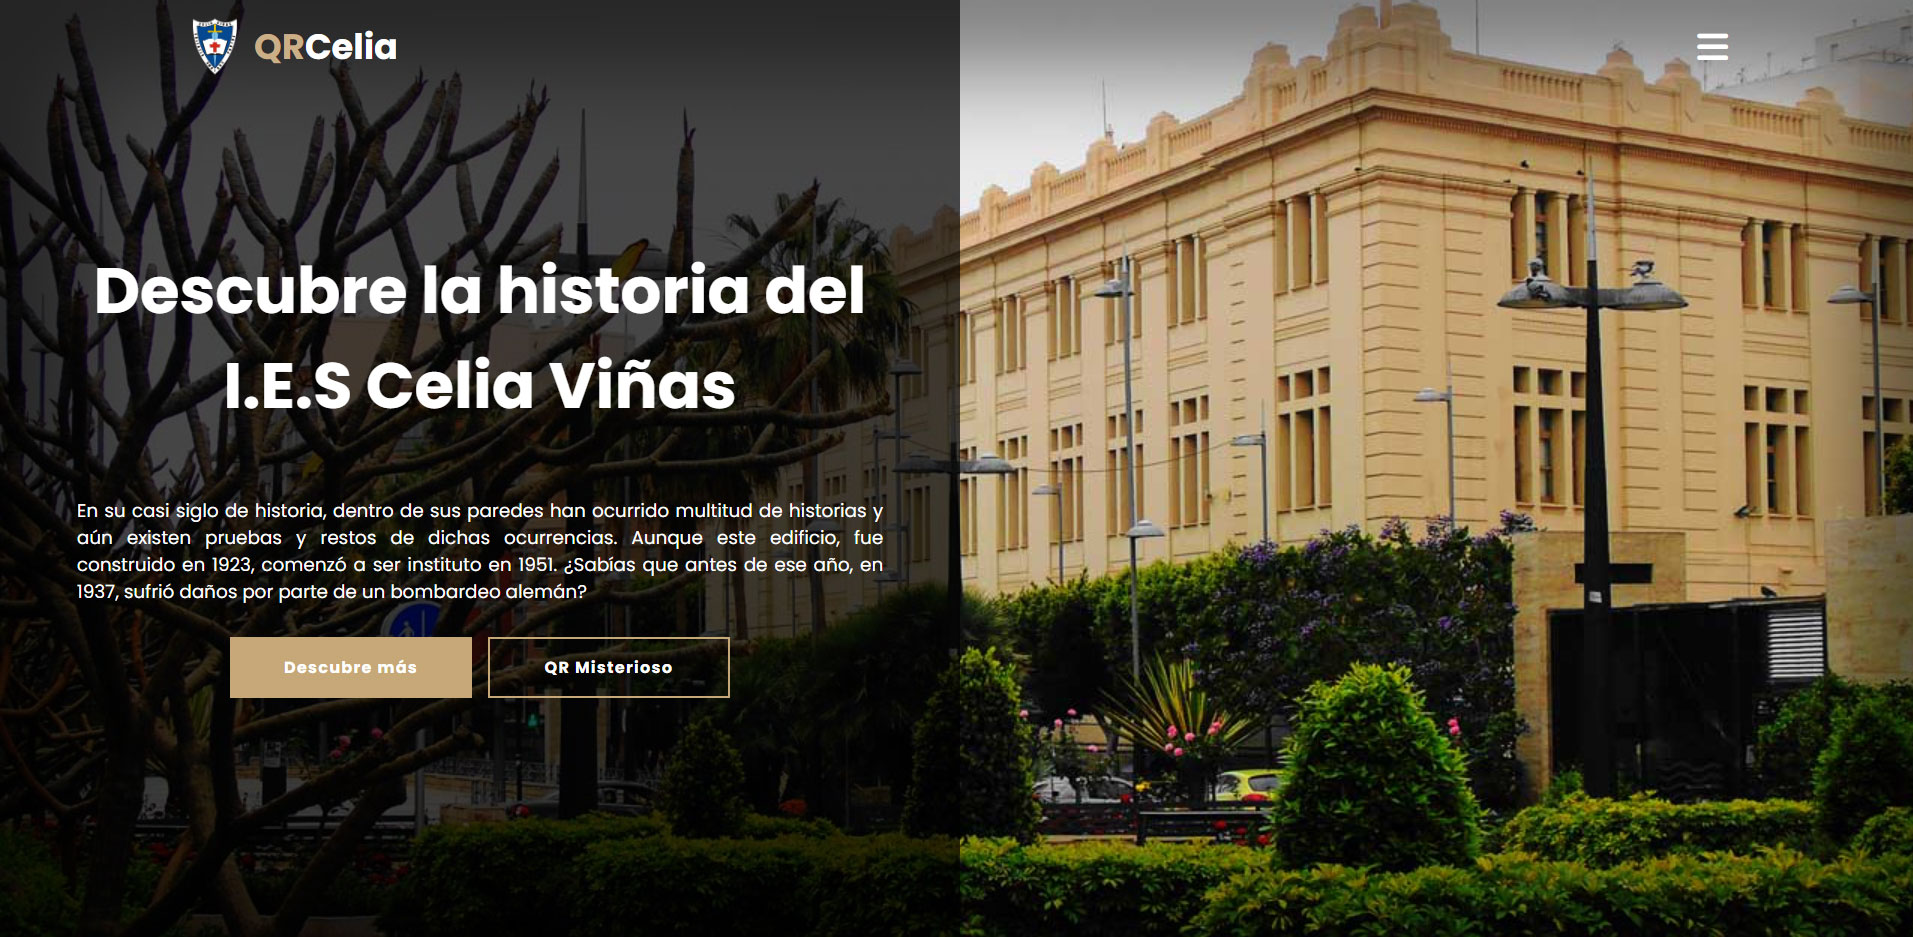 QRCelia
Descubre la historia del
I.E.S Celia Viñas
En su casi siglo de historia, dentro de sus paredes han ocurrido multitud de historias y
aún existen pruebas y restos de dichas ocurrencias. Aunque este edificio, fue
construido en 1923, comenzó a ser instituto en 1951. ¿Sabías que antes de ese año, en
1937, sufrió daños por parte de un bombardeo alemán?
Descubre más
QR Misterioso